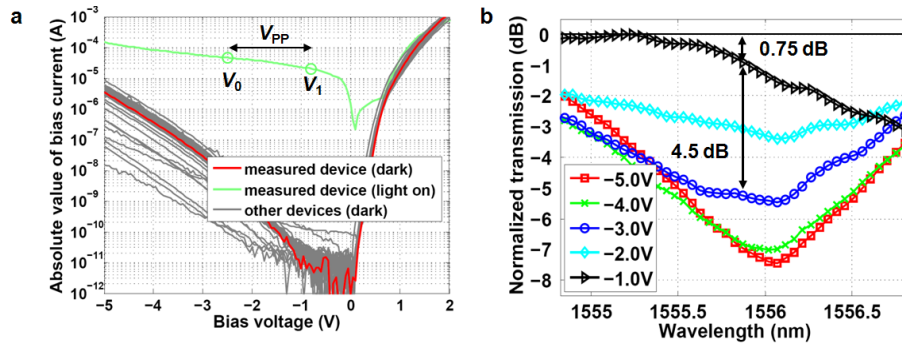 a
Absolute value of bias current (A)
10⁻³
10⁻⁴
10⁻⁵
10⁻⁶
10⁻⁷
10⁻⁸
10⁻⁹
10⁻¹⁰
10⁻¹¹
10⁻¹²
V_PP
V₀
V₁
measured device (dark)
measured device (light on)
other devices (dark)
−5 −4 −3 −2 −1 0 1 2
Bias voltage (V)
b
Normalized transmission (dB)
0
−1
−2
−3
−4
−5
−6
−7
−8
0.75 dB
4.5 dB
−5.0V
−4.0V
−3.0V
−2.0V
−1.0V
1555 1555.5 1556 1556.5
Wavelength (nm)